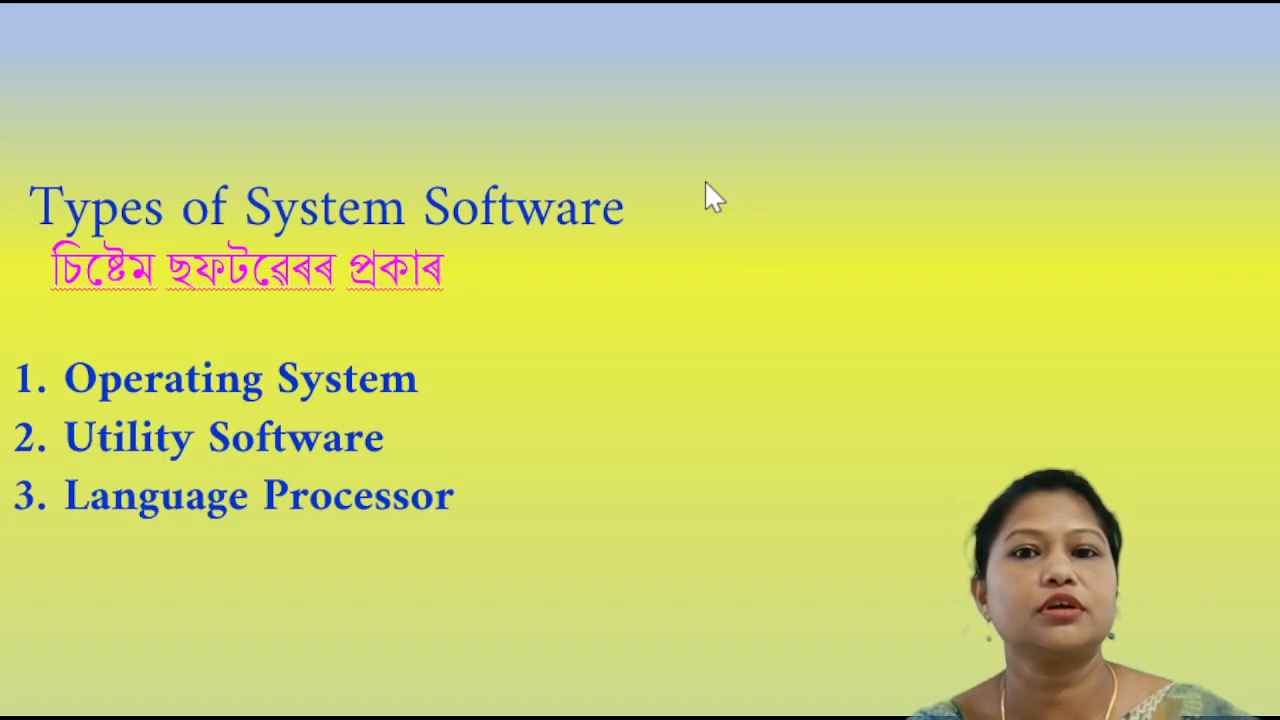 Types of System Software
চিষ্টেম ছফটৱেৰৰ প্ৰকাৰ
1. Operating System
2. Utility Software
3. Language Processor